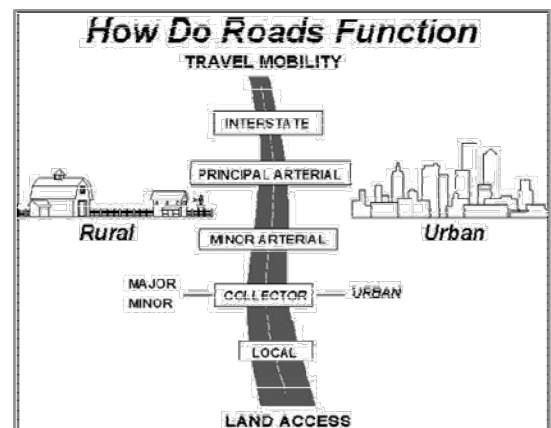 How Do Roads Function
TRAVEL MOBILITY
INTERSTATE
PRINCIPAL ARTERIAL
Rural
Urban
MINOR ARTERIAL
MAJOR
MINOR
COLLECTOR
URBAN
LOCAL
LAND ACCESS